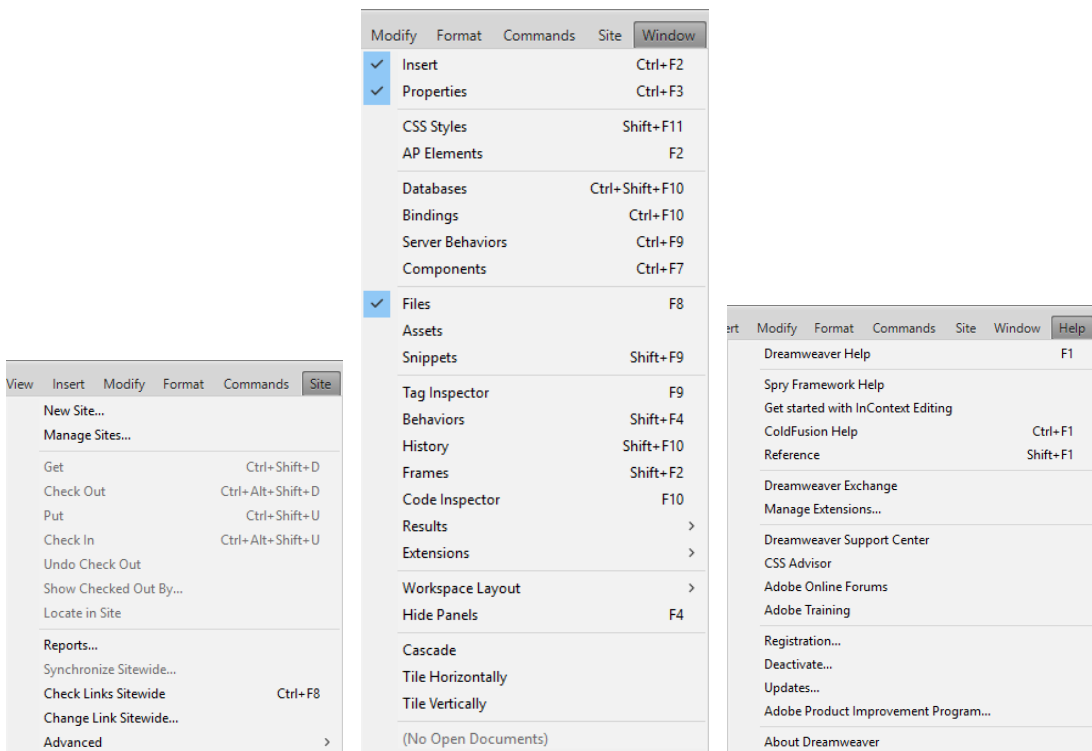 View Insert Modify Format Commands Site
New Site...
Manage Sites...
Get Ctrl+Shift+D
Check Out Ctrl+Alt+Shift+D
Put Ctrl+Shift+U
Check In Ctrl+Alt+Shift+U
Undo Check Out
Show Checked Out By...
Locate in Site
Reports...
Synchronize Sitewide...
Check Links Sitewide Ctrl+F8
Change Link Sitewide...
Advanced >
Modify Format Commands Site Window
Insert Ctrl+F2
Properties Ctrl+F3
CSS Styles Shift+F11
AP Elements F2
Databases Ctrl+Shift+F10
Bindings Ctrl+F10
Server Behaviors Ctrl+F9
Components Ctrl+F7
Files F8
Assets
Snippets Shift+F9
Tag Inspector F9
Behaviors Shift+F4
History Shift+F10
Frames Shift+F2
Code Inspector F10
Results >
Extensions >
Workspace Layout >
Hide Panels F4
Cascade
Tile Horizontally
Tile Vertically
(No Open Documents)
ert Modify Format Commands Site Window Help
Dreamweaver Help F1
Spry Framework Help
Get started with InContext Editing
ColdFusion Help Ctrl+F1
Reference Shift+F1
Dreamweaver Exchange
Manage Extensions...
Dreamweaver Support Center
CSS Advisor
Adobe Online Forums
Adobe Training
Registration...
Deactivate...
Updates...
Adobe Product Improvement Program...
About Dreamweaver